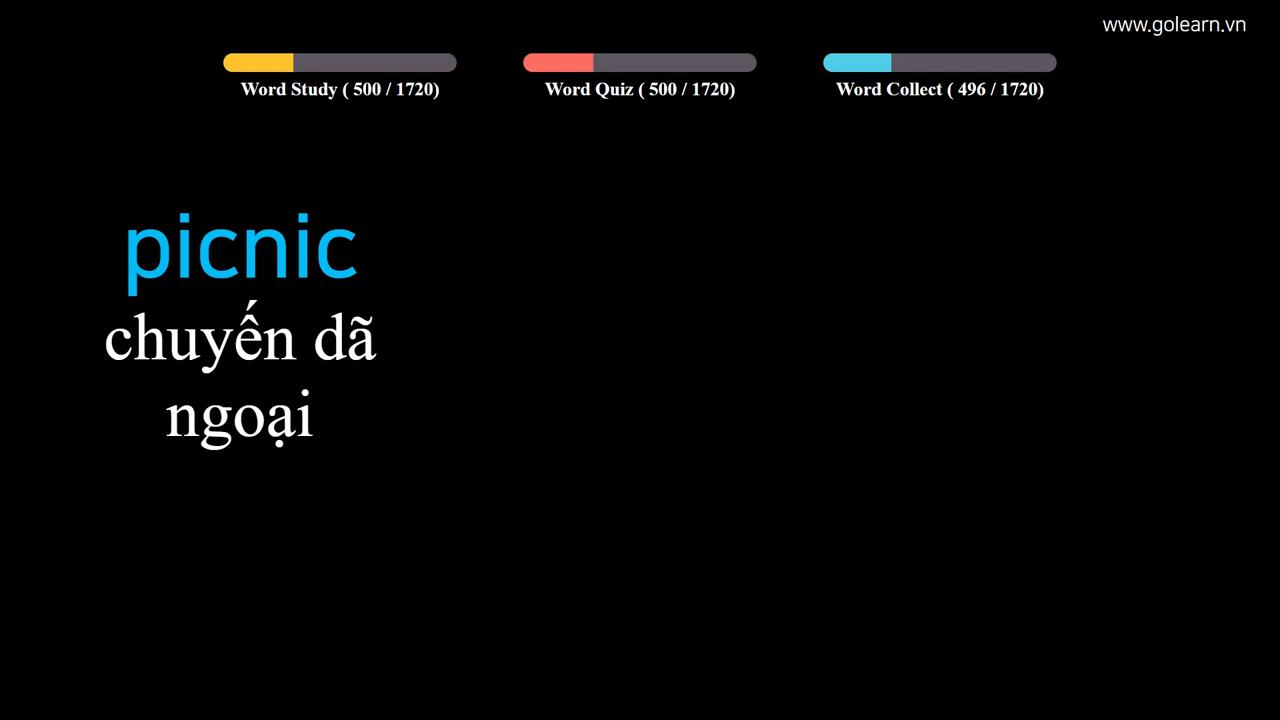 www.golearn.vn
Word Study ( 500 / 1720)
Word Quiz ( 500 / 1720)
Word Collect ( 496 / 1720)
picnic
chuyến dã
ngoại